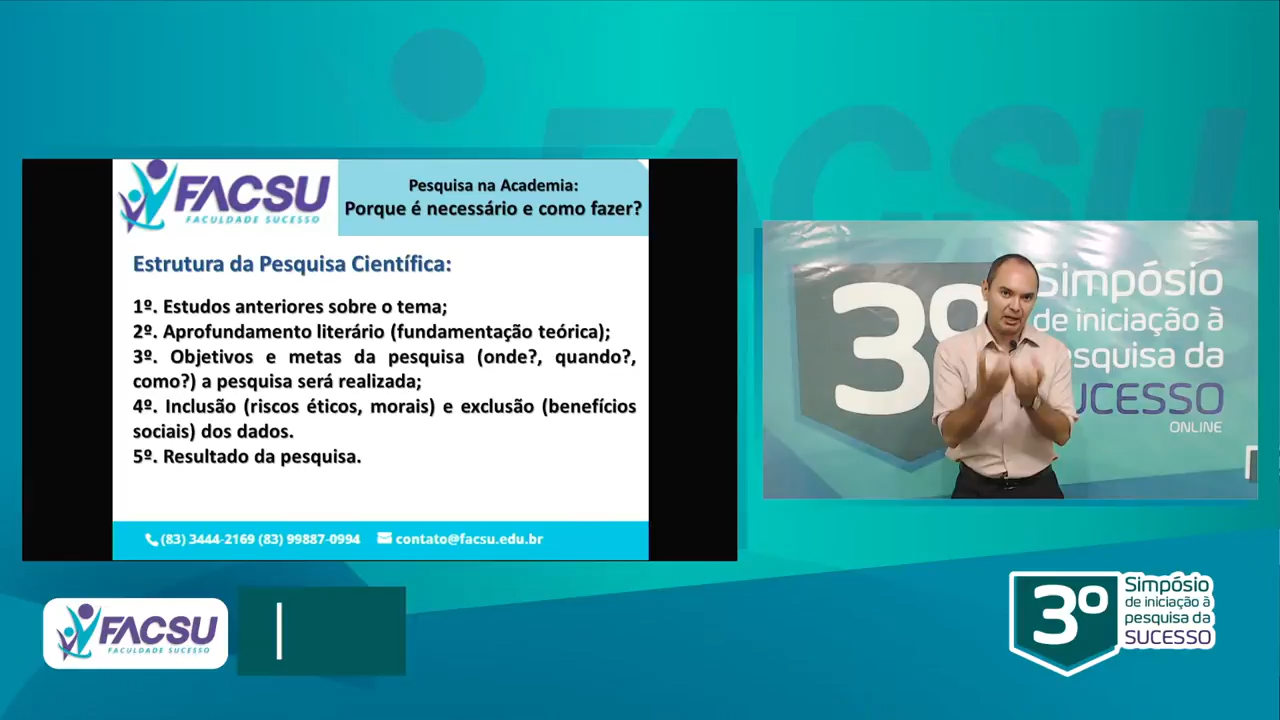 FACSU
FACSU
FACULDADE SUCESSO
Pesquisa na Academia:
Porque é necessário e como fazer?
Estrutura da Pesquisa Científica:
1º. Estudos anteriores sobre o tema;
2º. Aprofundamento literário (fundamentação teórica);
3º. Objetivos e metas da pesquisa (onde?, quando?,
como?) a pesquisa será realizada;
4º. Inclusão (riscos éticos, morais) e exclusão (benefícios
sociais) dos dados.
5º. Resultado da pesquisa.
(83) 3444-2169 (83) 99887-0994 contato@facsu.edu.br
3º
Simpósio
de iniciação à
esquisa da
UCESSO
ONLINE
FACSU
FACULDADE SUCESSO
3º
Simpósio
de iniciação à
pesquisa da
SUCESSO